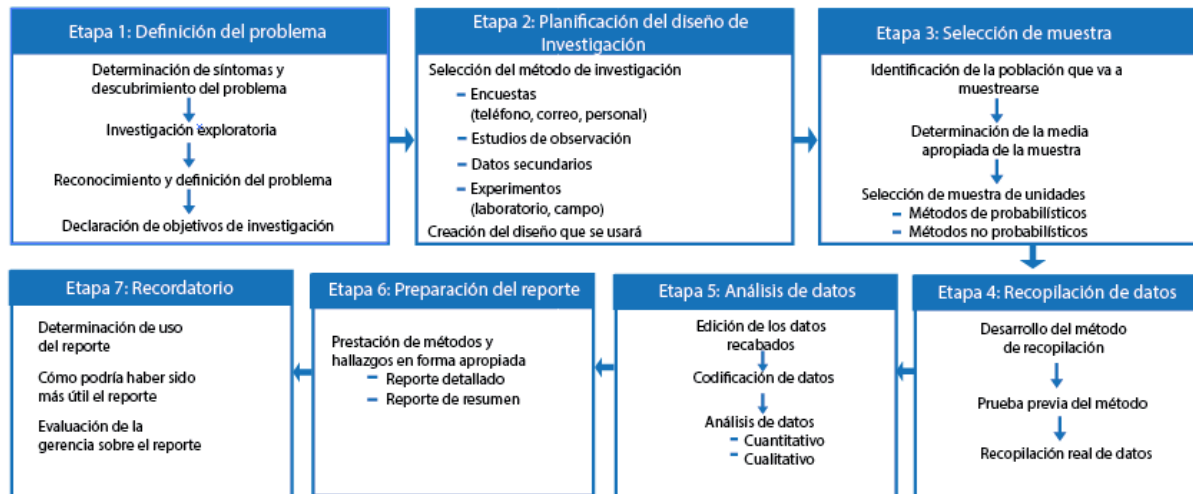 Etapa 1: Definición del problema
Determinación de síntomas y
descubrimiento del problema
Investigación exploratoria
Reconocimiento y definición del problema
Declaración de objetivos de investigación
Etapa 2: Planificación del diseño de
Investigación
Selección del método de investigación
– Encuestas
(teléfono, correo, personal)
– Estudios de observación
– Datos secundarios
– Experimentos
(laboratorio, campo)
Creación del diseño que se usará
Etapa 3: Selección de muestra
Identificación de la población que va a
muestrearse
Determinación de la media
apropiada de la muestra
Selección de muestra de unidades
– Métodos de probabilísticos
– Métodos no probabilísticos
Etapa 4: Recopilación de datos
Desarrollo del método
de recopilación
Prueba previa del método
Recopilación real de datos
Etapa 5: Análisis de datos
Edición de los datos
recabados
Codificación de datos
Análisis de datos
– Cuantitativo
– Cualitativo
Etapa 6: Preparación del reporte
Prestación de métodos y
hallazgos en forma apropiada
– Reporte detallado
– Reporte de resumen
Etapa 7: Recordatorio
Determinación de uso
del reporte
Cómo podría haber sido
más útil el reporte
Evaluación de la
gerencia sobre el reporte